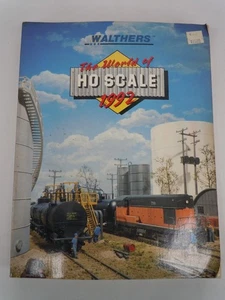 WALTHERS
The World of
HO SCALE
1992